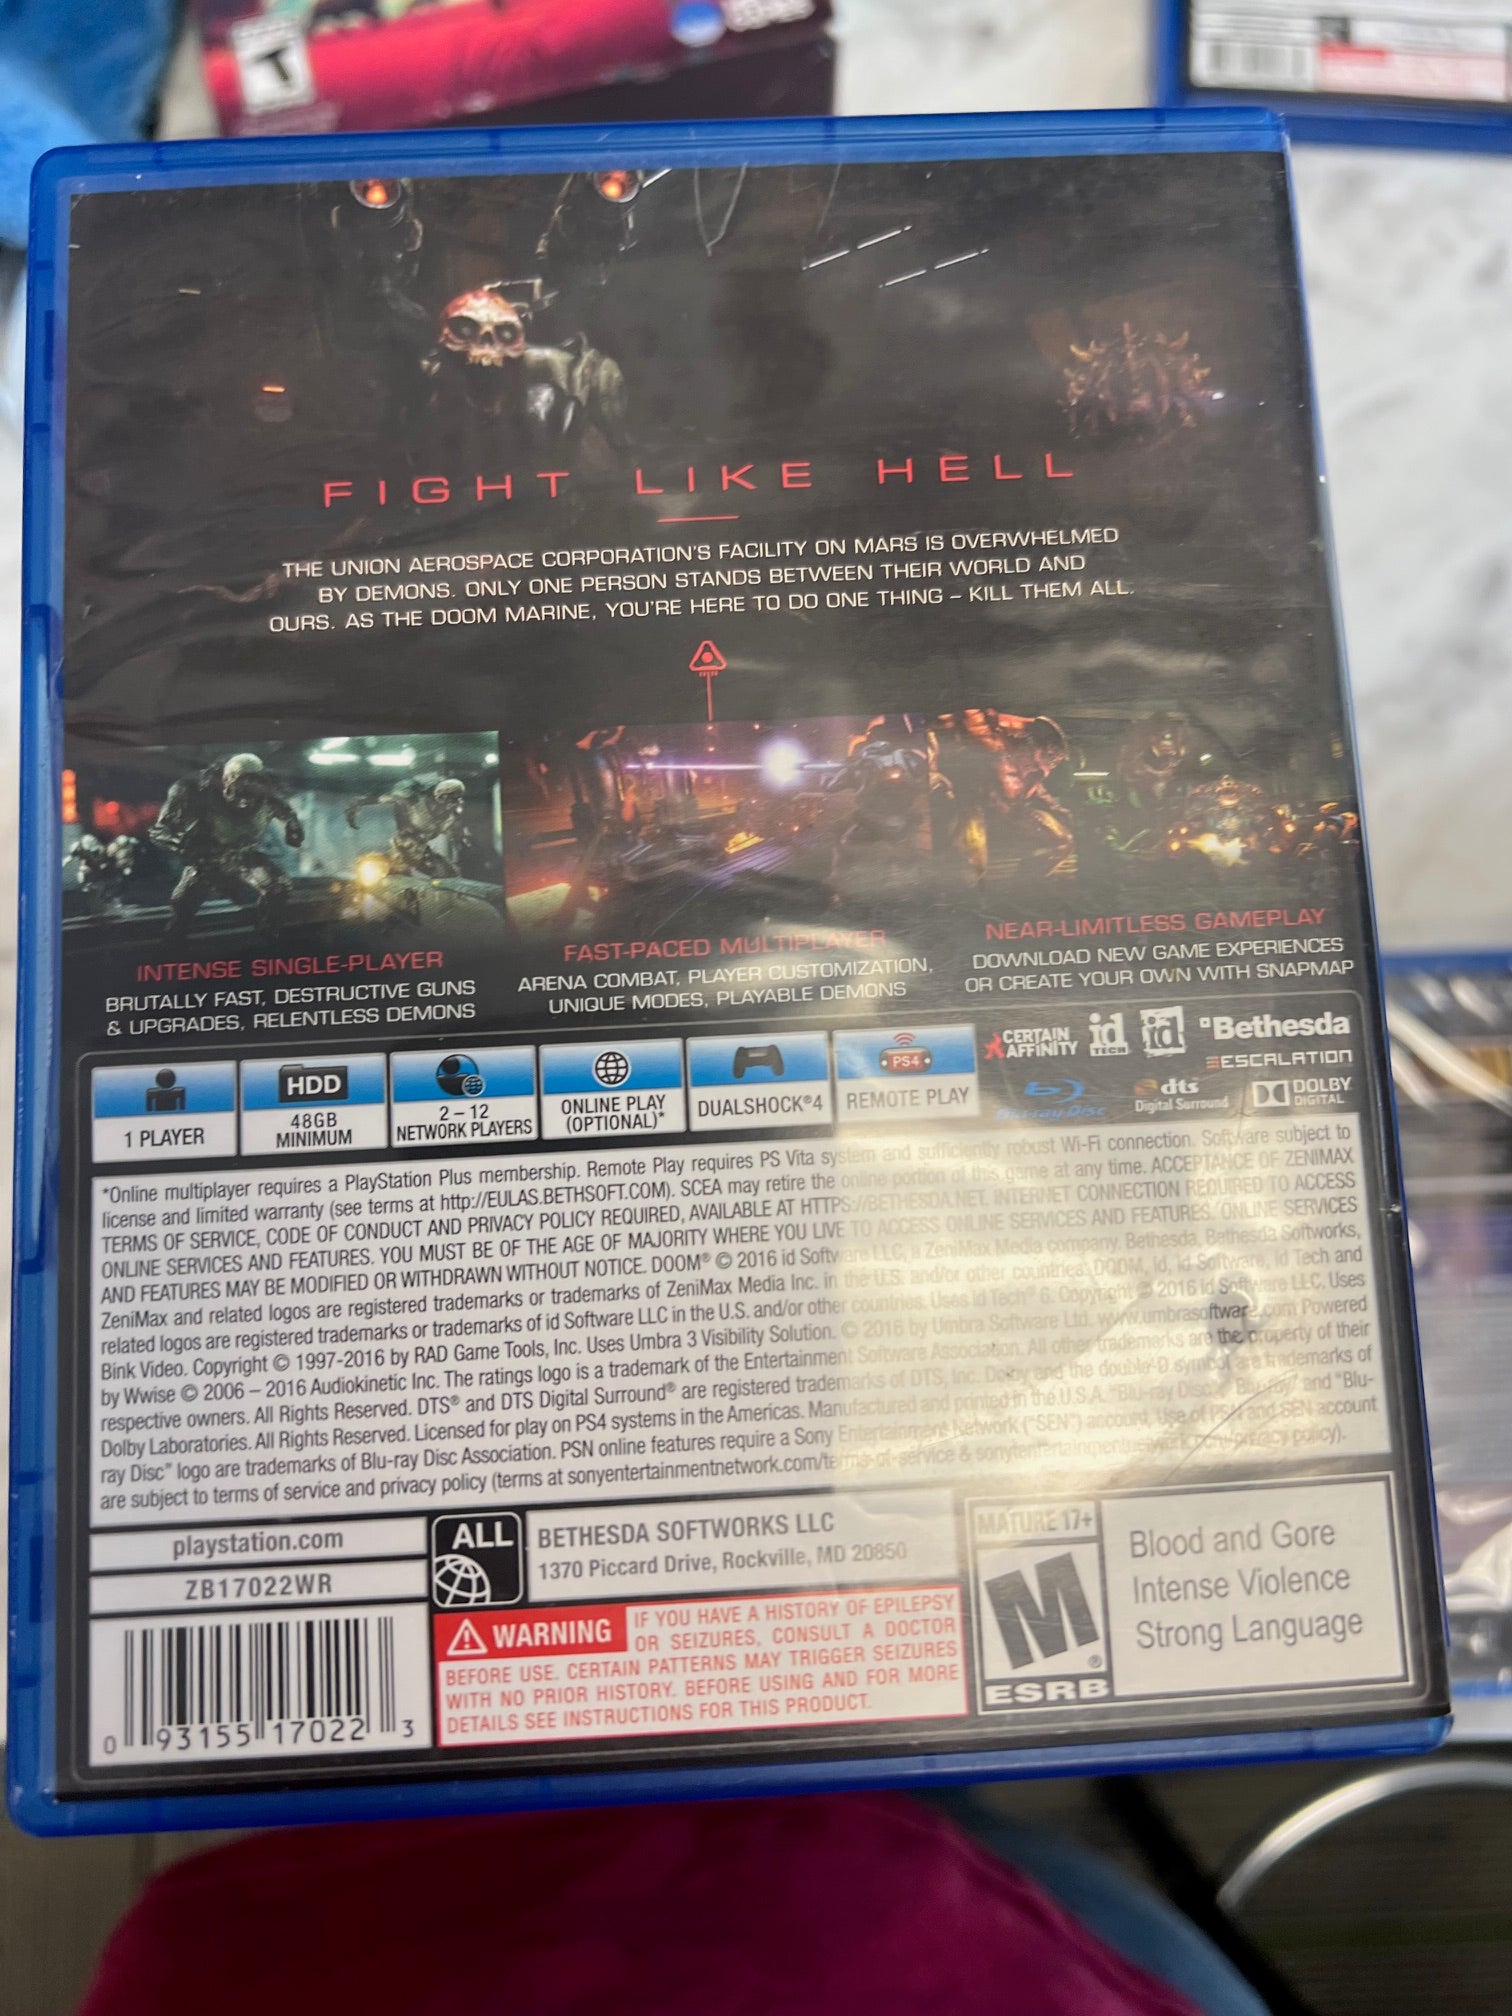 T
FIGHT LIKE HELL
THE UNION AEROSPACE CORPORATION'S FACILITY ON MARS IS OVERWHELMED
BY DEMONS. ONLY ONE PERSON STANDS BETWEEN THEIR WORLD AND
OURS. AS THE DOOM MARINE, YOU'RE HERE TO DO ONE THING – KILL THEM ALL.
INTENSE SINGLE-PLAYER
BRUTALLY FAST, DESTRUCTIVE GUNS
& UPGRADES, RELENTLESS DEMONS
FAST-PACED MULTIPLAYER
ARENA COMBAT, PLAYER CUSTOMIZATION,
UNIQUE MODES, PLAYABLE DEMONS
NEAR-LIMITLESS GAMEPLAY
DOWNLOAD NEW GAME EXPERIENCES
OR CREATE YOUR OWN WITH SNAPMAP
1 PLAYER
HDD
48GB
MINIMUM
2 – 12
NETWORK PLAYERS
ONLINE PLAY
(OPTIONAL)*
DUALSHOCK®4
PS4
REMOTE PLAY
CERTAIN
AFFINITY
id
TECH
id
Bethesda
ESCALATION
Blu-ray Disc
dts
Digital Surround
DOLBY
DIGITAL
*Online multiplayer requires a PlayStation Plus membership. Remote Play requires PS Vita system and sufficiently robust Wi-Fi connection. Software subject to
license and limited warranty (see terms at http://EULAS.BETHSOFT.COM). SCEA may retire the online portion of this game at any time. ACCEPTANCE OF ZENIMAX
TERMS OF SERVICE, CODE OF CONDUCT AND PRIVACY POLICY REQUIRED, AVAILABLE AT HTTPS://BETHESDA.NET. INTERNET CONNECTION REQUIRED TO ACCESS
ONLINE SERVICES AND FEATURES. YOU MUST BE OF THE AGE OF MAJORITY WHERE YOU LIVE TO ACCESS ONLINE SERVICES AND FEATURES. ONLINE SERVICES
AND FEATURES MAY BE MODIFIED OR WITHDRAWN WITHOUT NOTICE. DOOM® © 2016 id Software LLC, a ZeniMax Media company. Bethesda, Bethesda Softworks,
ZeniMax and related logos are registered trademarks or trademarks of ZeniMax Media Inc. in the U.S. and/or other countries. DOOM, id, id Software, id Tech and
related logos are registered trademarks or trademarks of id Software LLC in the U.S. and/or other countries. Uses id Tech® 6. Copyright © 2016 id Software LLC. Uses
Bink Video. Copyright © 1997-2016 by RAD Game Tools, Inc. Uses Umbra 3 Visibility Solution. © 2016 by Umbra Software Ltd. www.umbrasoftware.com Powered
by Wwise © 2006 – 2016 Audiokinetic Inc. The ratings logo is a trademark of the Entertainment Software Association. All other trademarks are the property of their
respective owners. All Rights Reserved. DTS® and DTS Digital Surround® are registered trademarks of DTS, Inc. Dolby and the double-D symbol are trademarks of
Dolby Laboratories. All Rights Reserved. Licensed for play on PS4 systems in the Americas. Manufactured and printed in the U.S.A. "Blu-ray Disc," "Blu-ray" and "Blu-
ray Disc" logo are trademarks of Blu-ray Disc Association. PSN online features require a Sony Entertainment Network ("SEN") account. Use of PSN and SEN account
are subject to terms of service and privacy policy (terms at sonyentertainmentnetwork.com/terms-of-service & sonyentertainmentnetwork.com/privacy-policy).
playstation.com
ZB17022WR
ALL
BETHESDA SOFTWORKS LLC
1370 Piccard Drive, Rockville, MD 20850
WARNING
IF YOU HAVE A HISTORY OF EPILEPSY
OR SEIZURES, CONSULT A DOCTOR
BEFORE USE. CERTAIN PATTERNS MAY TRIGGER SEIZURES
WITH NO PRIOR HISTORY. BEFORE USING AND FOR MORE
DETAILS SEE INSTRUCTIONS FOR THIS PRODUCT.
0 93155 17022 3
MATURE 17+
M
ESRB
Blood and Gore
Intense Violence
Strong Language